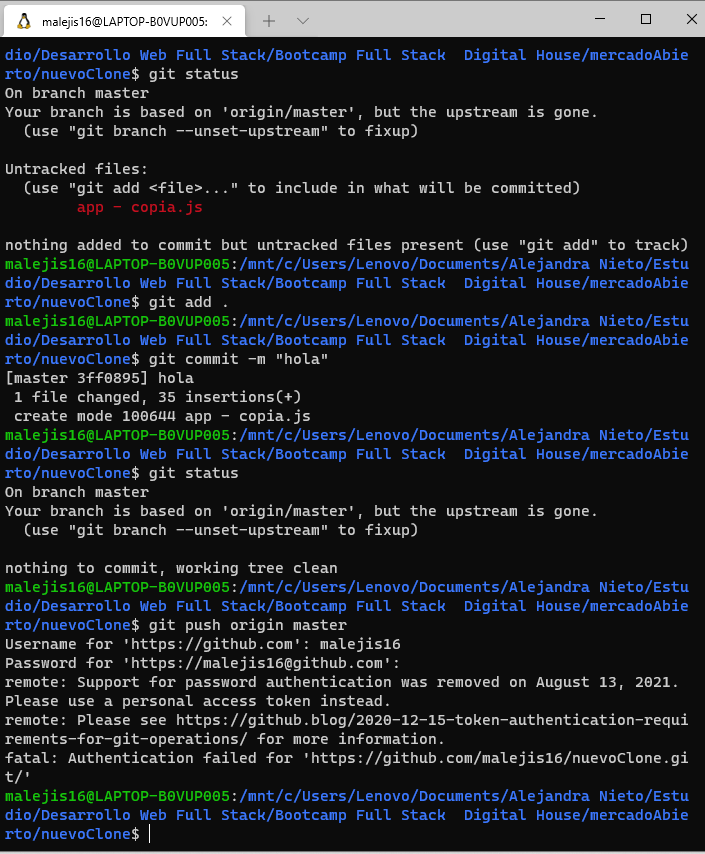 malejis16@LAPTOP-B0VUP005:
dio/Desarrollo Web Full Stack/Bootcamp Full Stack  Digital House/mercadoAbie
rto/nuevoClone$ git status
On branch master
Your branch is based on 'origin/master', but the upstream is gone.
  (use "git branch --unset-upstream" to fixup)
Untracked files:
  (use "git add <file>..." to include in what will be committed)
        app - copia.js
nothing added to commit but untracked files present (use "git add" to track)
malejis16@LAPTOP-B0VUP005:/mnt/c/Users/Lenovo/Documents/Alejandra Nieto/Estu
dio/Desarrollo Web Full Stack/Bootcamp Full Stack  Digital House/mercadoAbie
rto/nuevoClone$ git add .
malejis16@LAPTOP-B0VUP005:/mnt/c/Users/Lenovo/Documents/Alejandra Nieto/Estu
dio/Desarrollo Web Full Stack/Bootcamp Full Stack  Digital House/mercadoAbie
rto/nuevoClone$ git commit -m "hola"
[master 3ff0895] hola
 1 file changed, 35 insertions(+)
 create mode 100644 app - copia.js
malejis16@LAPTOP-B0VUP005:/mnt/c/Users/Lenovo/Documents/Alejandra Nieto/Estu
dio/Desarrollo Web Full Stack/Bootcamp Full Stack  Digital House/mercadoAbie
rto/nuevoClone$ git status
On branch master
Your branch is based on 'origin/master', but the upstream is gone.
  (use "git branch --unset-upstream" to fixup)
nothing to commit, working tree clean
malejis16@LAPTOP-B0VUP005:/mnt/c/Users/Lenovo/Documents/Alejandra Nieto/Estu
dio/Desarrollo Web Full Stack/Bootcamp Full Stack  Digital House/mercadoAbie
rto/nuevoClone$ git push origin master
Username for 'https://github.com': malejis16
Password for 'https://malejis16@github.com':
remote: Support for password authentication was removed on August 13, 2021.
Please use a personal access token instead.
remote: Please see https://github.blog/2020-12-15-token-authentication-requi
rements-for-git-operations/ for more information.
fatal: Authentication failed for 'https://github.com/malejis16/nuevoClone.gi
t/'
malejis16@LAPTOP-B0VUP005:/mnt/c/Users/Lenovo/Documents/Alejandra Nieto/Estu
dio/Desarrollo Web Full Stack/Bootcamp Full Stack  Digital House/mercadoAbie
rto/nuevoClone$